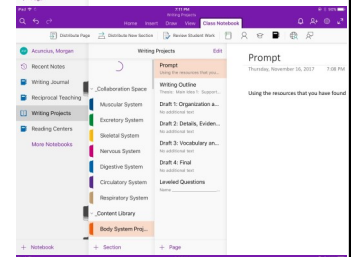 iPad
7:11 PM
Writing Projects
Home Insert Draw View Class Notebook
Distribute Page Distribute New Section Review Student Work
Acuncius, Morgan
Writing Projects
Edit
Recent Notes
Writing Journal
Reciprocal Teaching
Writing Projects
Reading Centers
More Notebooks
_Collaboration Space
Muscular System
Excretory System
Skeletal System
Nervous System
Digestive System
Circulatory System
Respiratory System
_Content Library
Body System Proj...
Prompt
Using the resources that you...
Writing Outline
Thesis Main Idea 1: Support...
Draft 1: Organization a...
No additional text
Draft 2: Details, Eviden...
No additional text
Draft 3: Vocabulary an...
No additional text
Draft 4: Final
No additional text
Leveled Questions
Name
Prompt
Thursday, November 16, 2017 7:08 PM
Using the resources that you have found
+ Notebook
+ Section
+ Page